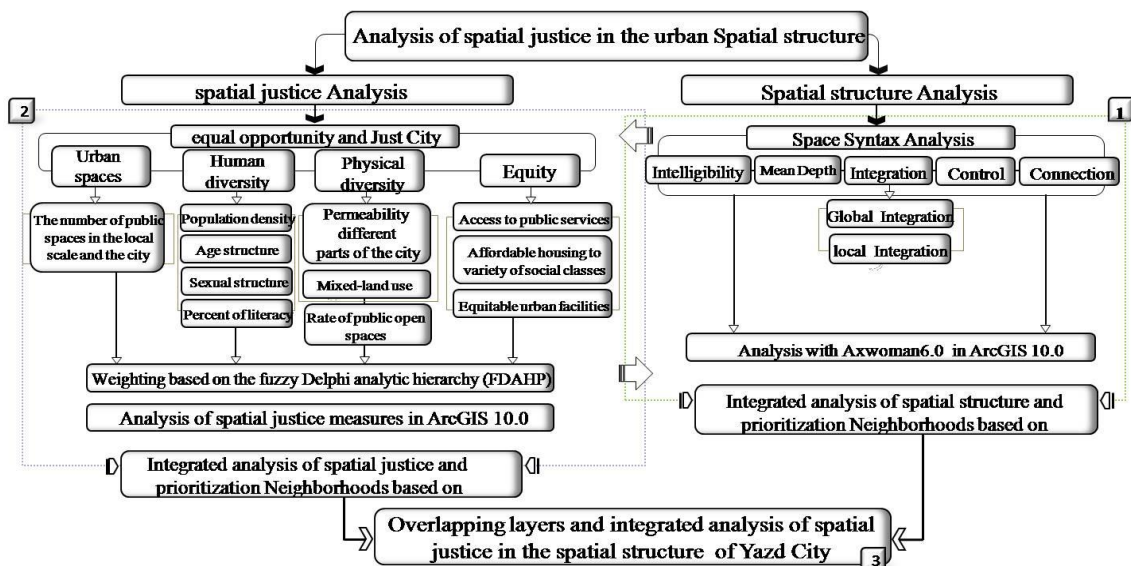 Analysis of spatial justice in the urban Spatial structure
spatial justice Analysis
Spatial structure Analysis
2
1
equal opportunity and Just City
Space Syntax Analysis
Urban
spaces
Human
diversity
Physical
diversity
Equity
Intelligibility
Mean Depth
Integration
Control
Connection
The number of public
spaces in the local
scale and the city
Population density
Age structure
Sexual structure
Percent of literacy
Permeability
different
parts of the city
Mixed-land use
Rate of public open
spaces
Access to public services
Affordable housing to
variety of social classes
Equitable urban facilities
Global Integration
local Integration
Analysis with Axwoman6.0 in ArcGIS 10.0
Weighting based on the fuzzy Delphi analytic hierarchy (FDAHP)
Analysis of spatial justice measures in ArcGIS 10.0
Integrated analysis of spatial structure and
prioritization Neighborhoods based on
Integrated analysis of spatial justice and
prioritization Neighborhoods based on
Overlapping layers and integrated analysis of spatial
justice in the spatial structure of Yazd City
3